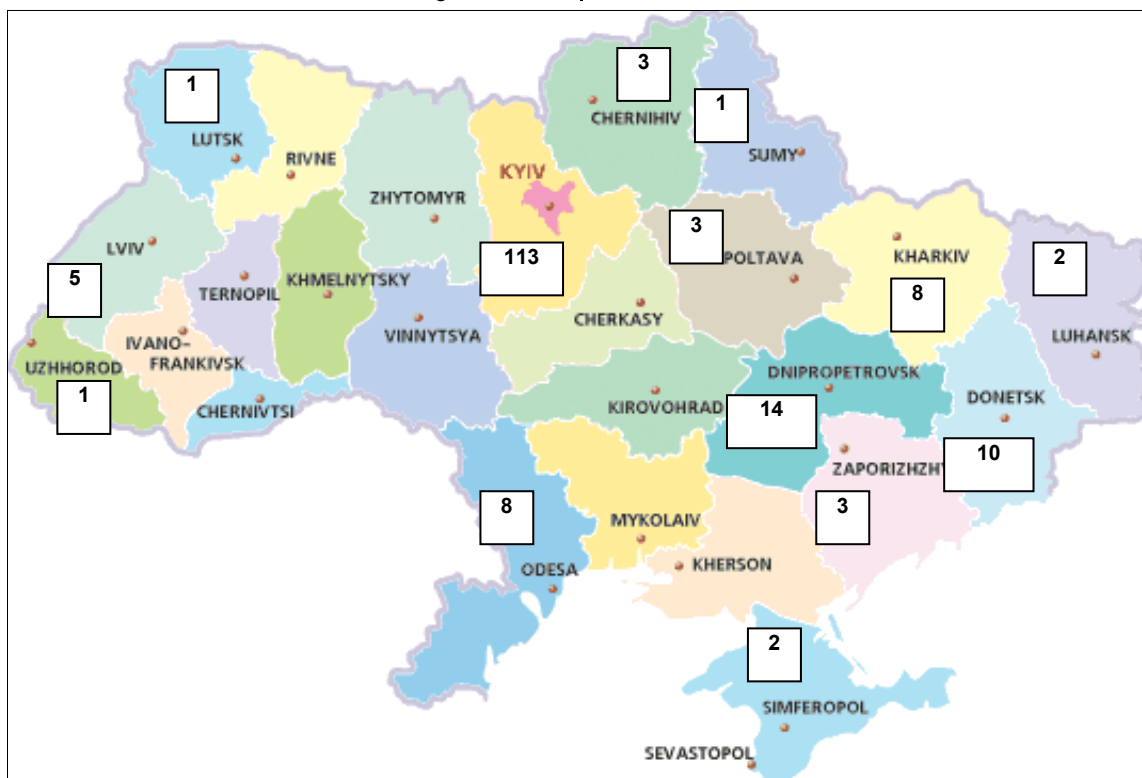 3
1
1
CHERNIHIV
LUTSK
SUMY
RIVNE
KYIV
ZHYTOMYR
3
LVIV
113
POLTAVA
KHARKIV
2
5
KHMELNYTSKY
TERNOPIL
8
CHERKASY
VINNYTSYA
LUHANSK
IVANO-
FRANKIVSK
UZHHOROD
DNIPROPETROVSK
1
CHERNIVTSI
KIROVOHRAD
14
DONETSK
10
ZAPORIZHZHY
8
3
MYKOLAIV
ODESA
KHERSON
2
SIMFEROPOL
SEVASTOPOL